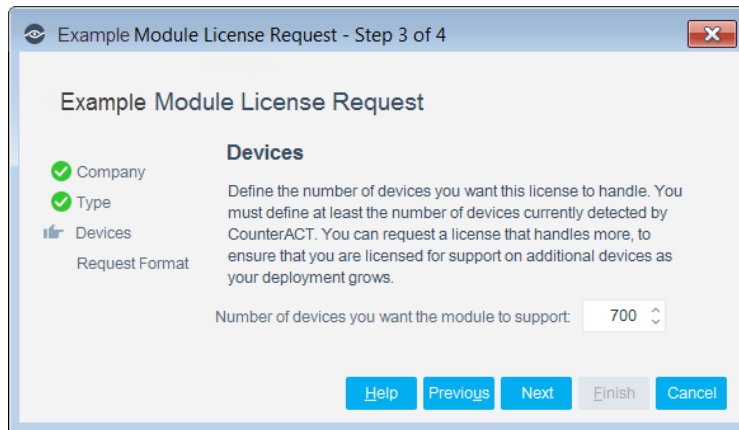 Example Module License Request - Step 3 of 4
Example Module License Request
Company
Type
Devices
Request Format
Devices
Define the number of devices you want this license to handle. You
must define at least the number of devices currently detected by
CounterACT. You can request a license that handles more, to
ensure that you are licensed for support on additional devices as
your deployment grows.
Number of devices you want the module to support: 700
Help Previous Next Finish Cancel